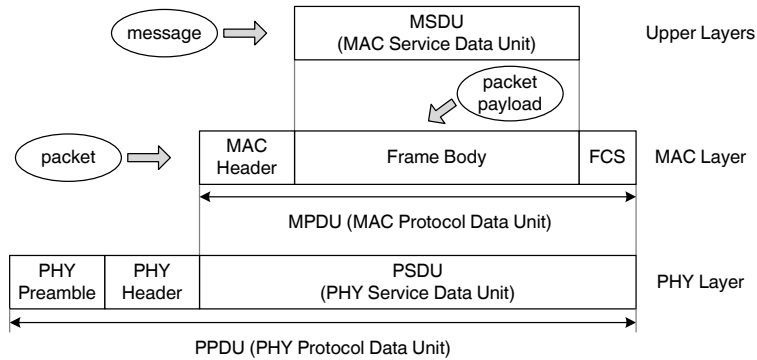 message
MSDU
(MAC Service Data Unit)
Upper Layers
packet
payload
packet
MAC
Header
Frame Body
FCS
MAC Layer
MPDU (MAC Protocol Data Unit)
PHY
Preamble
PHY
Header
PSDU
(PHY Service Data Unit)
PHY Layer
PPDU (PHY Protocol Data Unit)